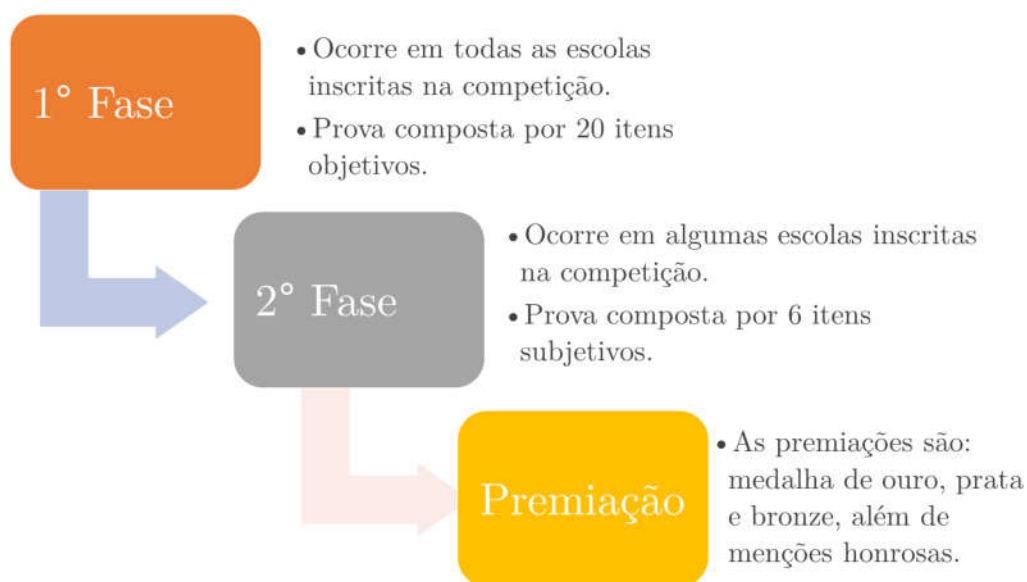 1° Fase
• Ocorre em todas as escolas
inscritas na competição.
• Prova composta por 20 itens
objetivos.
2° Fase
• Ocorre em algumas escolas inscritas
na competição.
• Prova composta por 6 itens
subjetivos.
Premiação
• As premiações são:
medalha de ouro, prata
e bronze, além de
menções honrosas.